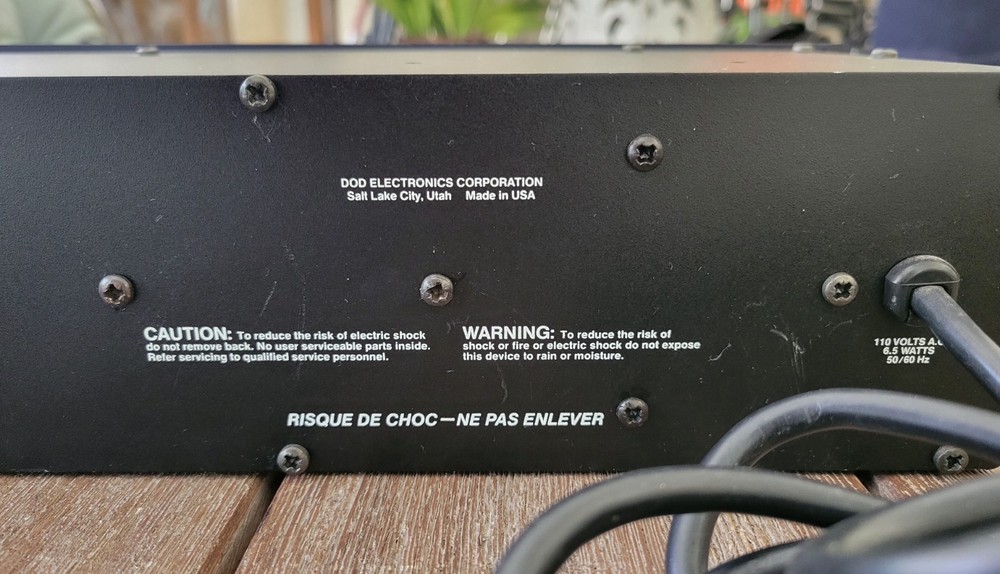 DOD ELECTRONICS CORPORATION
Salt Lake City, Utah Made in USA
CAUTION: To reduce the risk of electric shock
do not remove back. No user serviceable parts inside.
Refer servicing to qualified service personnel.
WARNING: To reduce the risk of
shock or fire or electric shock do not expose
this device to rain or moisture.
110 VOLTS A.C
6.5 WATTS
50/60 Hz
RISQUE DE CHOC—NE PAS ENLEVER